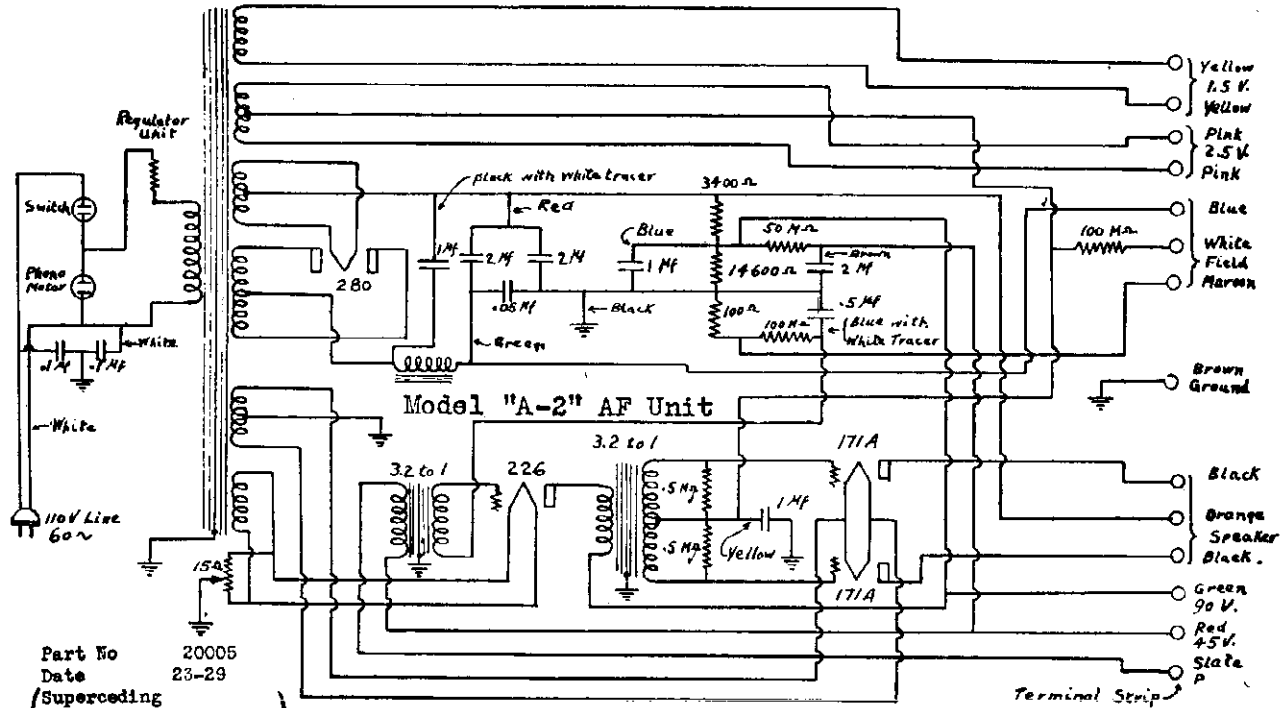 Yellow
1.5 V.
Yellow
Pink
2.5 V.
Pink
Regulator
Unit
Black with White tracer
Red
3400 Ω
Switch
Blue
50 MΩ
Blue
100 MΩ
White
Field
Maroon
Brown
1 Mf
2 Mf
2 Mf
1 Mf
14600 Ω
2 Mf
Phono
Motor
280
.05 Mf
Black
100 Ω
100 MΩ
.5 Mf
Blue with
White Tracer
White
.1 Mf
.1 Mf
Green
Brown
Ground
Model "A-2" AF Unit
White
3.2 to 1
226
3.2 to 1
171A
.5 MΩ
1 Mf
Black
Orange
Speaker
Black.
110V Line
60~
.5 MΩ
Yellow
15Ω
171A
Green
90 V.
Red
45 V.
Slate
P
Part No 20005
Date 23-29
(Superceding
Terminal Strip